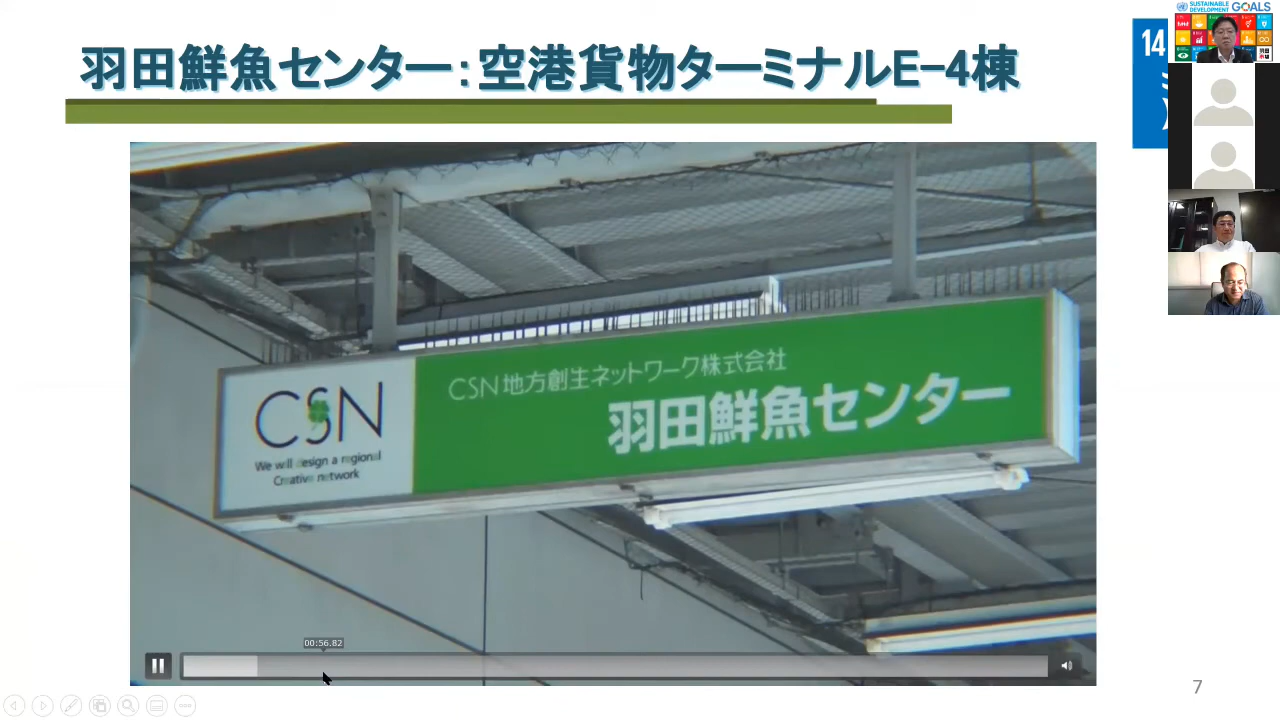 羽田鮮魚センター：空港貨物ターミナルE-4棟
SUSTAINABLE DEVELOPMENT GOALS
14
CSN
We will design a regional
Creative network
CSN地方創生ネットワーク株式会社
羽田鮮魚センター
00:56.82
7